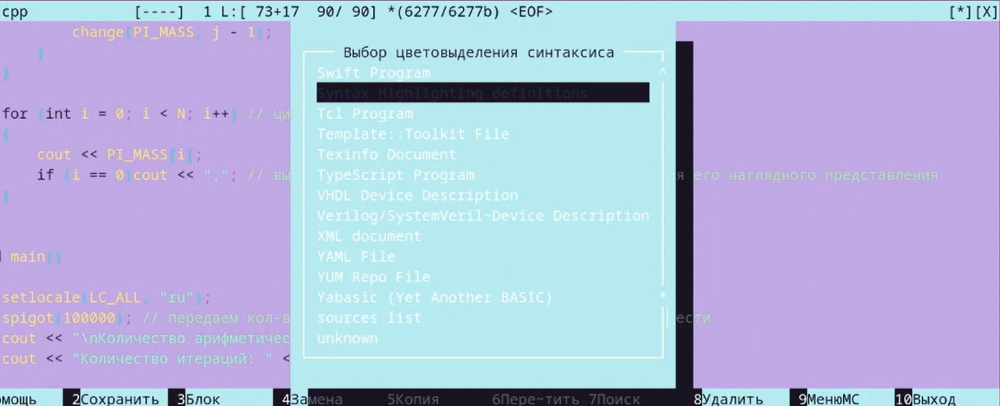 cpp [----] 1 L:[ 73+17 90/ 90] *(6277/6277b) <EOF> [*][X]
change(PI_MASS, j - 1);
}
Выбор цветовыделения синтаксиса
}
Swift Program ^
Syntax Highlighting definitions
for (int i = 0; i < N; i++) // ци
Tcl Program
{
Template::Toolkit File
cout << PI_MASS[i];
Texinfo Document
if (i == 0)cout << ","; // вы
TypeScript Program
я его наглядного представления
}
VHDL Device Description
Verilog/SystemVeril~Device Description
XML document
main()
YAML File
YUM Repo File
setlocale(LC_ALL, "ru");
Yabasic (Yet Another BASIC) *
spigot(100000); // передаем кол-в
sources list
ести
cout << "\nКоличество арифметичес
unknown
cout << "Количество итераций: " <
мощь 2Сохранить 3Блок 4Замена 5Копия 6Пере~тить 7Поиск 8Удалить 9МенюМС 10Выход